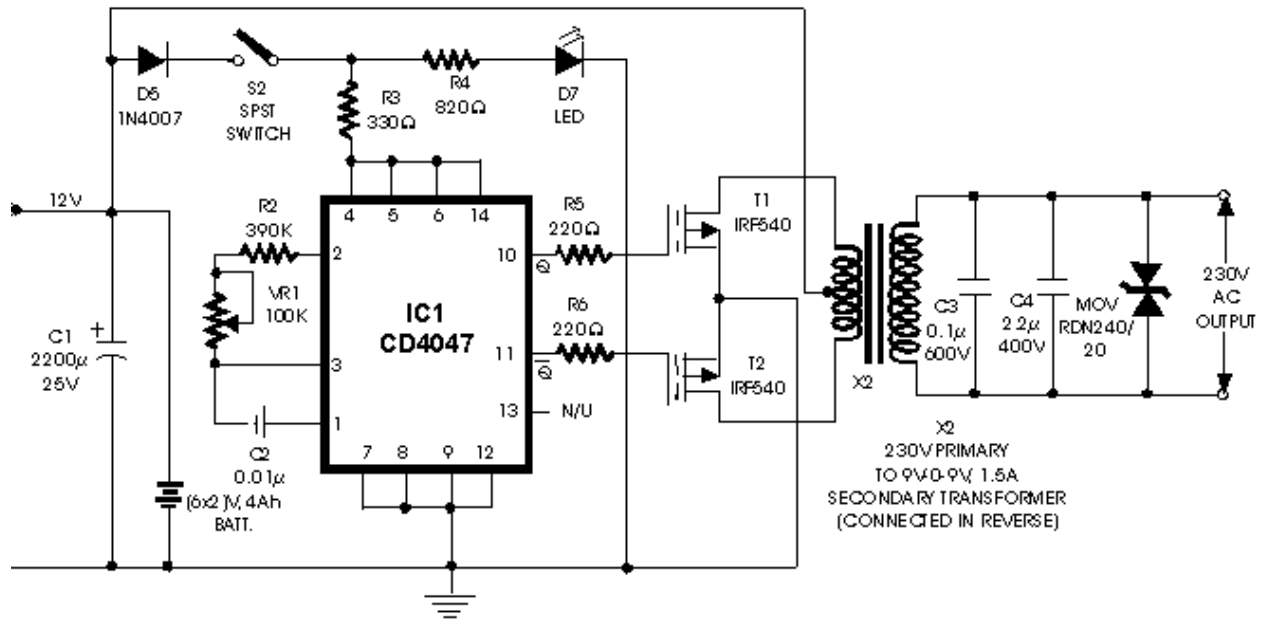 D5
1N4007
S2
SPST
SWITCH
R3
330Ω
R4
820Ω
D7
LED
12V
R2
390K
VR1
100K
C1
+
2200µ
25V
4
5
6
14
2
3
1
10
11
13
7
8
9
12
IC1
CD4047
Q
Q̅
N/U
R5
220Ω
R6
220Ω
T1
IRF540
T2
IRF540
C2
0.01µ
(6x2)V, 4Ah
BATT.
X2
C3
0.1µ
600V
C4
2.2µ
400V
MOV
RDN240/
20
230V
AC
OUTPUT
X2
230V PRIMARY
TO 9V-0-9V, 1.5A
SECONDARY TRANSFORMER
(CONNECTED IN REVERSE)